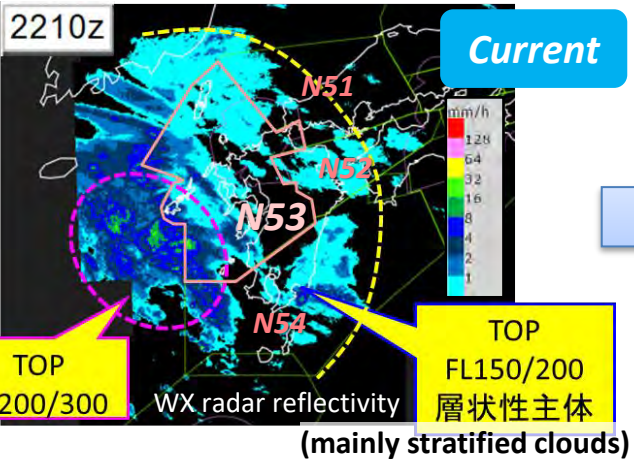 2210z
Current
N51
N52
N53
N54
mm/h
128
64
32
16
8
4
2
1
TOP
200/300
WX radar reflectivity
TOP
FL150/200
層状性主体
(mainly stratified clouds)